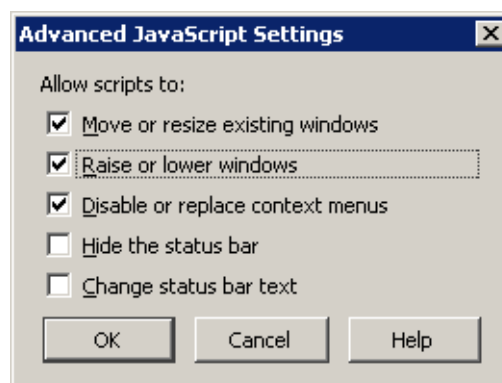 Advanced JavaScript Settings
Allow scripts to:
Move or resize existing windows
Raise or lower windows
Disable or replace context menus
Hide the status bar
Change status bar text
OK Cancel Help